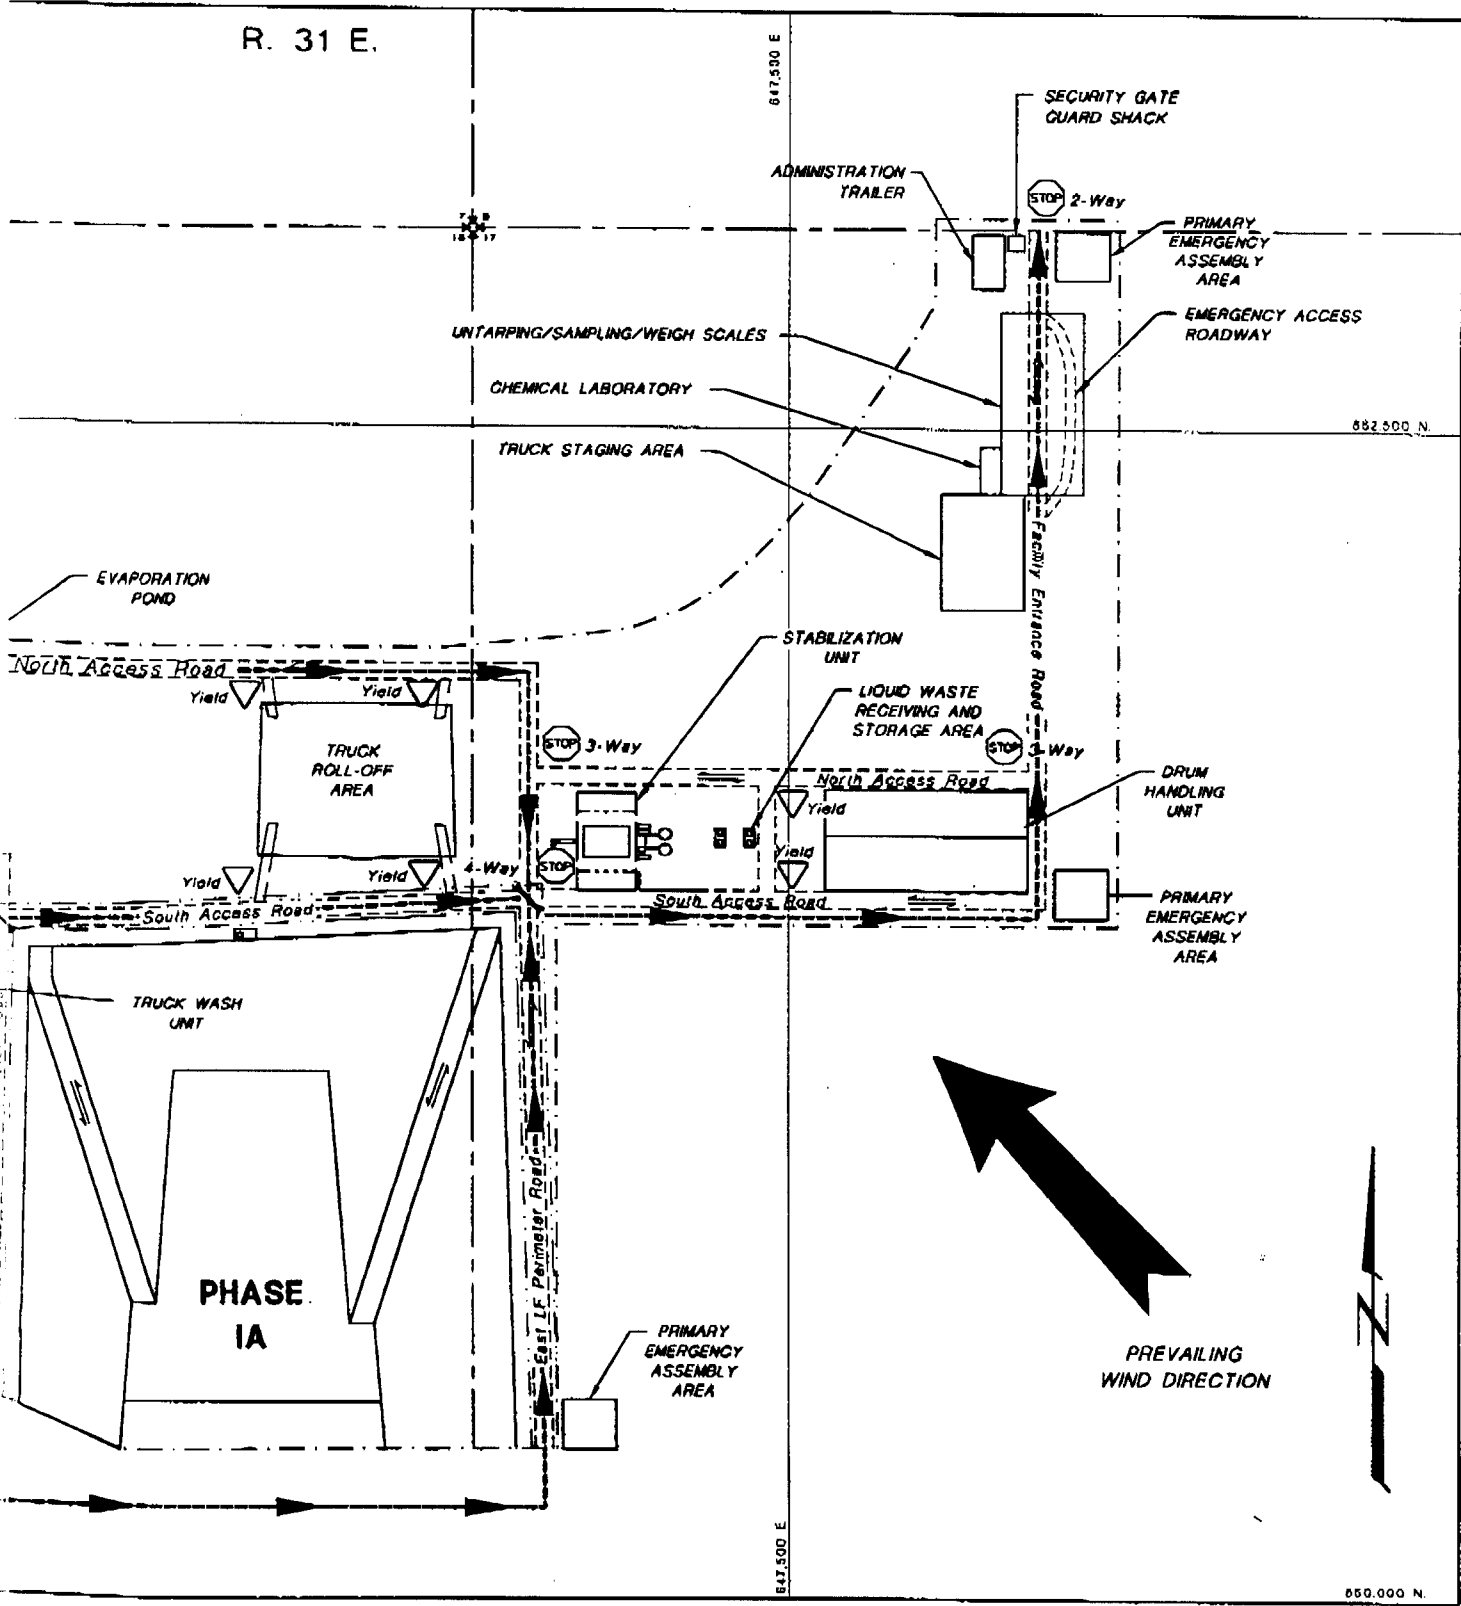 R. 31 E.
647,500 E
SECURITY GATE
GUARD SHACK
ADMINISTRATION
TRAILER
STOP 2-Way
PRIMARY
EMERGENCY
ASSEMBLY
AREA
EMERGENCY ACCESS
ROADWAY
UNTARPING/SAMPLING/WEIGH SCALES
CHEMICAL LABORATORY
TRUCK STAGING AREA
Facility Entrance Road
EVAPORATION
POND
STABILIZATION
UNIT
North Access Road
Yield
Yield
LIQUID WASTE
RECEIVING AND
STORAGE AREA
STOP 3-Way
STOP 3-Way
TRUCK
ROLL-OFF
AREA
North Access Road
DRUM
HANDLING
UNIT
Yield
Yield
Yield
Yield
4-Way STOP
South Access Road
South Access Road
PRIMARY
EMERGENCY
ASSEMBLY
AREA
TRUCK WASH
UNIT
East LF Perimeter Road
PHASE
IA
PRIMARY
EMERGENCY
ASSEMBLY
AREA
PREVAILING
WIND DIRECTION
N
647,500 E